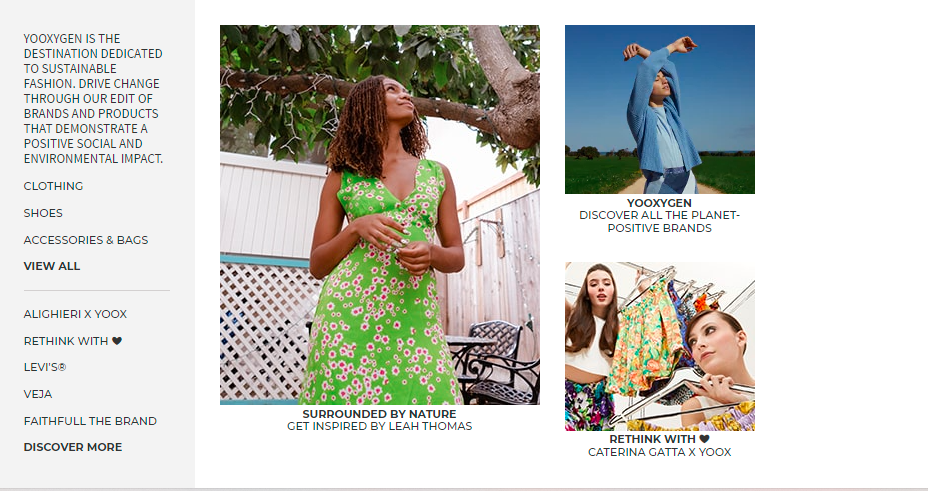 YOOXYGEN IS THE
DESTINATION DEDICATED
TO SUSTAINABLE
FASHION. DRIVE CHANGE
THROUGH OUR EDIT OF
BRANDS AND PRODUCTS
THAT DEMONSTRATE A
POSITIVE SOCIAL AND
ENVIRONMENTAL IMPACT.
CLOTHING
SHOES
ACCESSORIES & BAGS
VIEW ALL
ALIGHIERI X YOOX
RETHINK WITH ♥
LEVI'S®
VEJA
FAITHFULL THE BRAND
DISCOVER MORE
SURROUNDED BY NATURE
GET INSPIRED BY LEAH THOMAS
YOOXYGEN
DISCOVER ALL THE PLANET-
POSITIVE BRANDS
RETHINK WITH ♥
CATERINA GATTA X YOOX